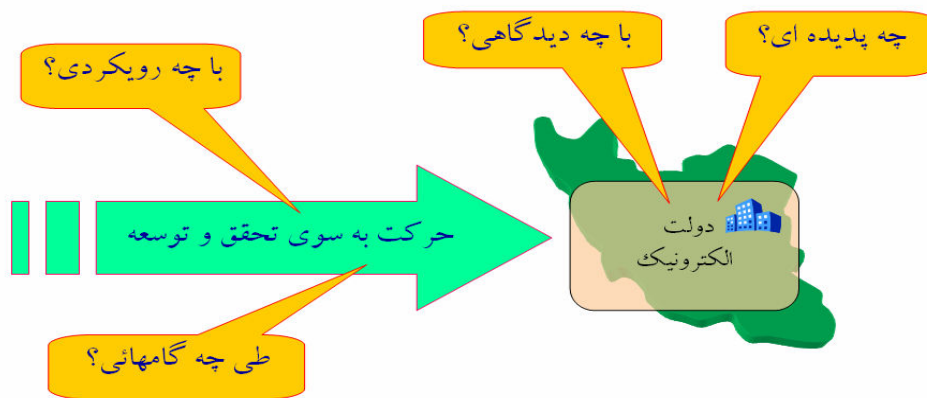 چه پدیده ای؟
با چه دیدگاهی؟
با چه رویکردی؟
دولت
الکترونیک
حرکت به سوی تحقق و توسعه
طی چه گامهائی؟